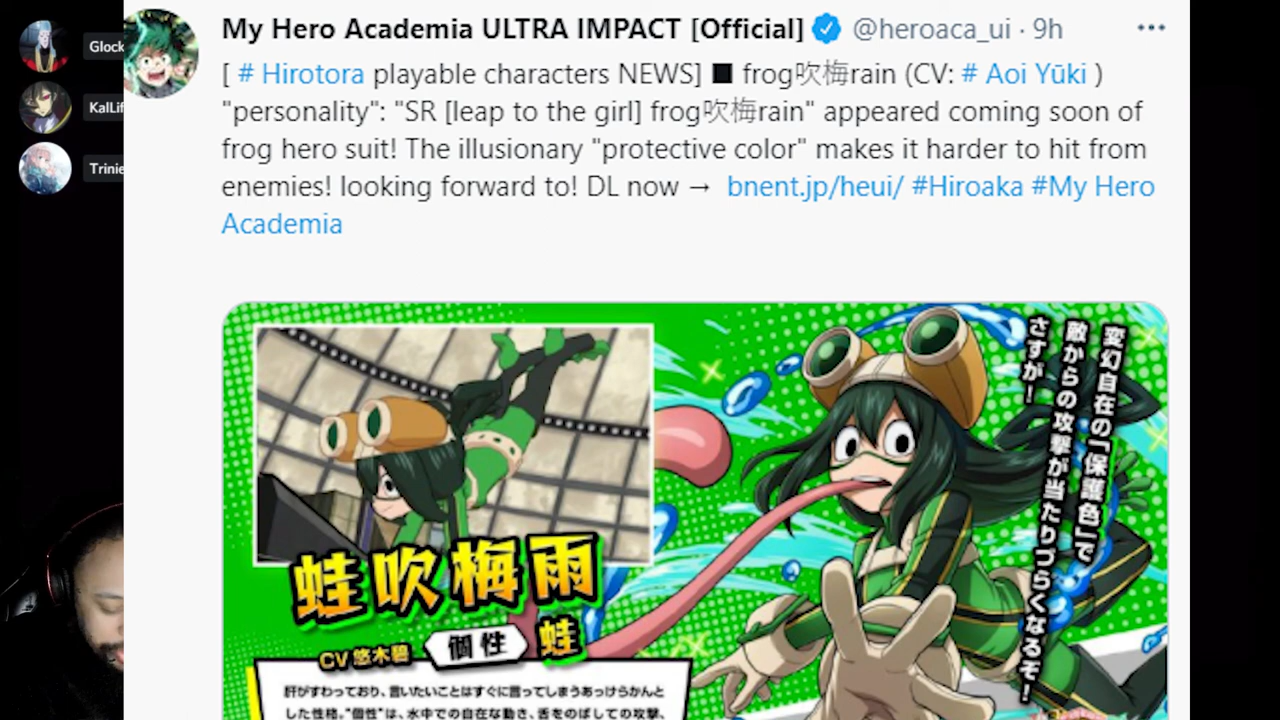 Glock
KalLif
Trinie
My Hero Academia ULTRA IMPACT [Official] @heroaca_ui · 9h
[ # Hirotora playable characters NEWS] ■ frog吹梅rain (CV: # Aoi Yūki )
"personality": "SR [leap to the girl] frog吹梅rain" appeared coming soon of
frog hero suit! The illusionary "protective color" makes it harder to hit from
enemies! looking forward to! DL now → bnent.jp/heui/ #Hiroaka #My Hero
Academia
変幻自在の「保護色」で
敵からの攻撃が当たりづらくなるぞ!
さすが!
蛙吹梅雨
CV 悠木碧 個性 蛙
肝がすわっており、言いたいことはすぐに言ってしまうあっけらかんと
した性格。"個性"は、水中での自在な動き、舌をのばしての攻撃、